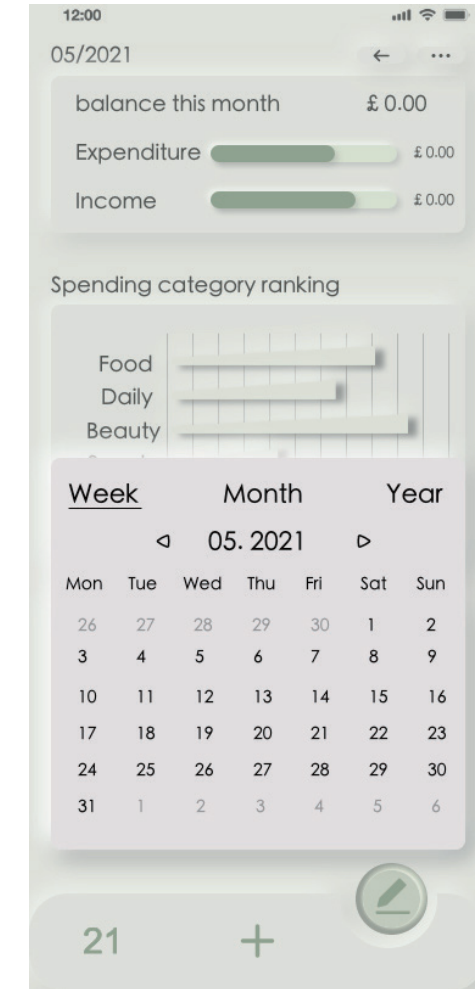 12:00
05/2021
balance this month £ 0.00
Expenditure £ 0.00
Income £ 0.00
Spending category ranking
Food
Daily
Beauty
Week Month Year
05. 2021
Mon Tue Wed Thu Fri Sat Sun
26 27 28 29 30 1 2
3 4 5 6 7 8 9
10 11 12 13 14 15 16
17 18 19 20 21 22 23
24 25 26 27 28 29 30
31 1 2 3 4 5 6
21